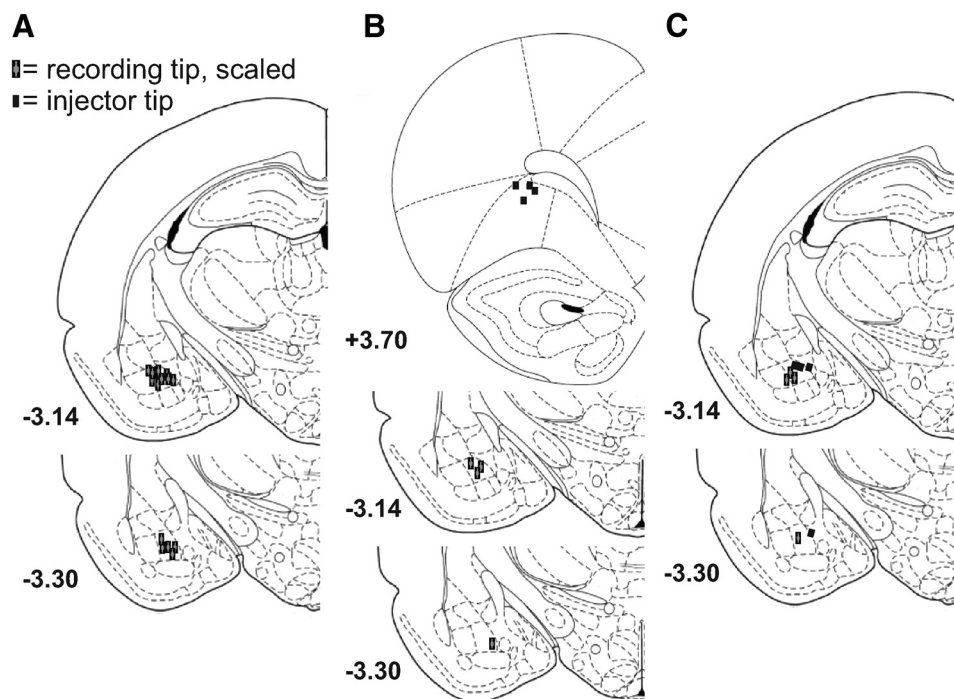 A
B
C
= recording tip, scaled
= injector tip
+3.70
-3.14
-3.30
-3.14
-3.30
-3.14
-3.30